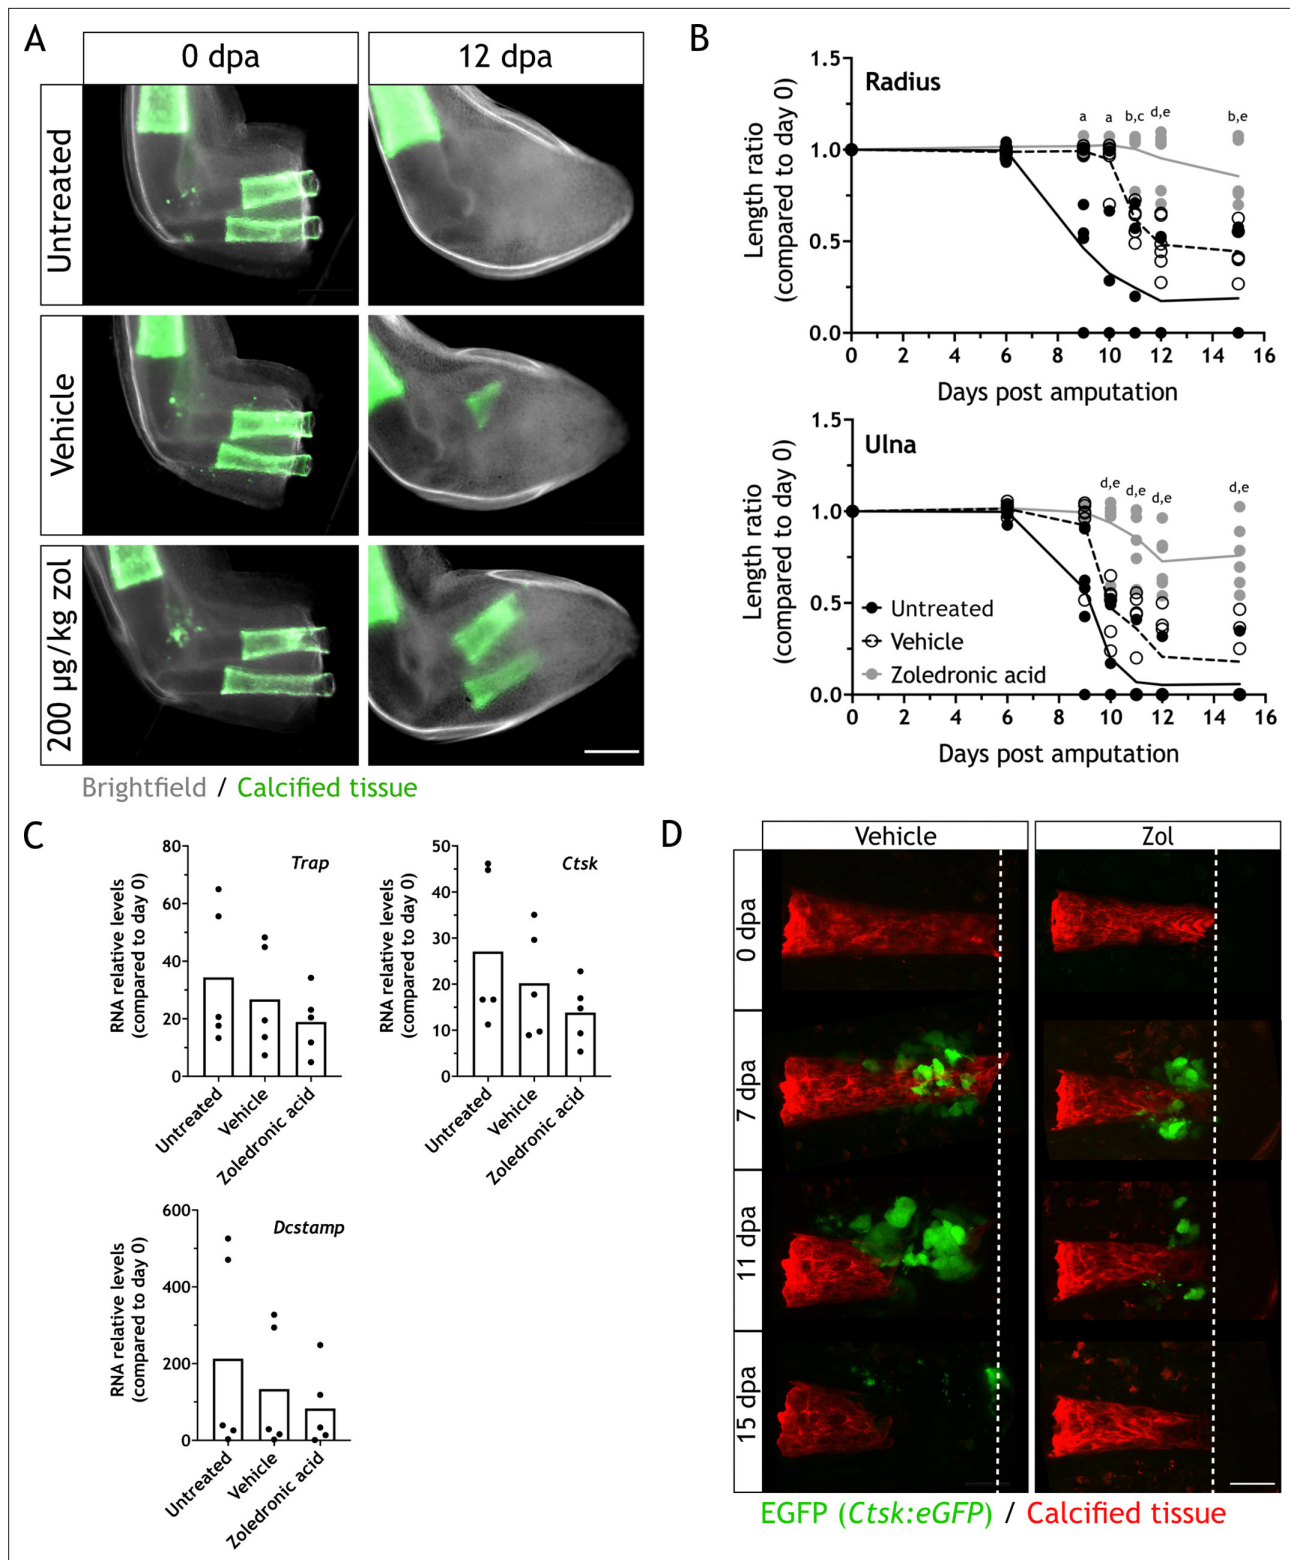 A
0 dpa
12 dpa
Untreated
Vehicle
200 µg/kg zol
Brightfield / Calcified tissue
B
Radius
Length ratio
(compared to day 0)
1.5
1.0
0.5
0.0
a
a
b,c
d,e
b,e
0 2 4 6 8 10 12 14 16
Days post amputation
Ulna
Length ratio
(compared to day 0)
1.5
1.0
0.5
0.0
d,e
d,e
d,e
d,e
Untreated
Vehicle
Zoledronic acid
0 2 4 6 8 10 12 14 16
Days post amputation
C
Trap
RNA relative levels
(compared to day 0)
80
60
40
20
0
Untreated
Vehicle
Zoledronic acid
Ctsk
RNA relative levels
(compared to day 0)
50
40
30
20
10
0
Untreated
Vehicle
Zoledronic acid
Dcstamp
RNA relative levels
(compared to day 0)
600
400
200
0
Untreated
Vehicle
Zoledronic acid
D
Vehicle
Zol
0 dpa
7 dpa
11 dpa
15 dpa
EGFP (Ctsk:eGFP) / Calcified tissue